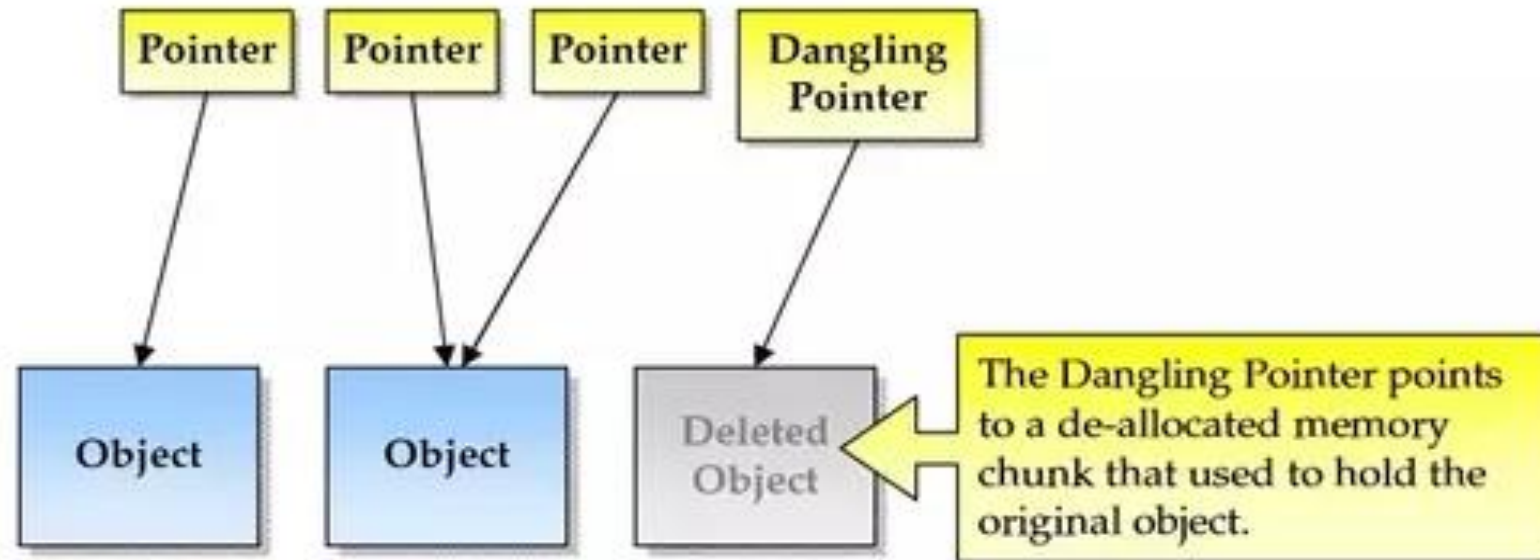 Pointer
Pointer
Pointer
Dangling
Pointer
Object
Object
Deleted
Object
The Dangling Pointer points
to a de-allocated memory
chunk that used to hold the
original object.